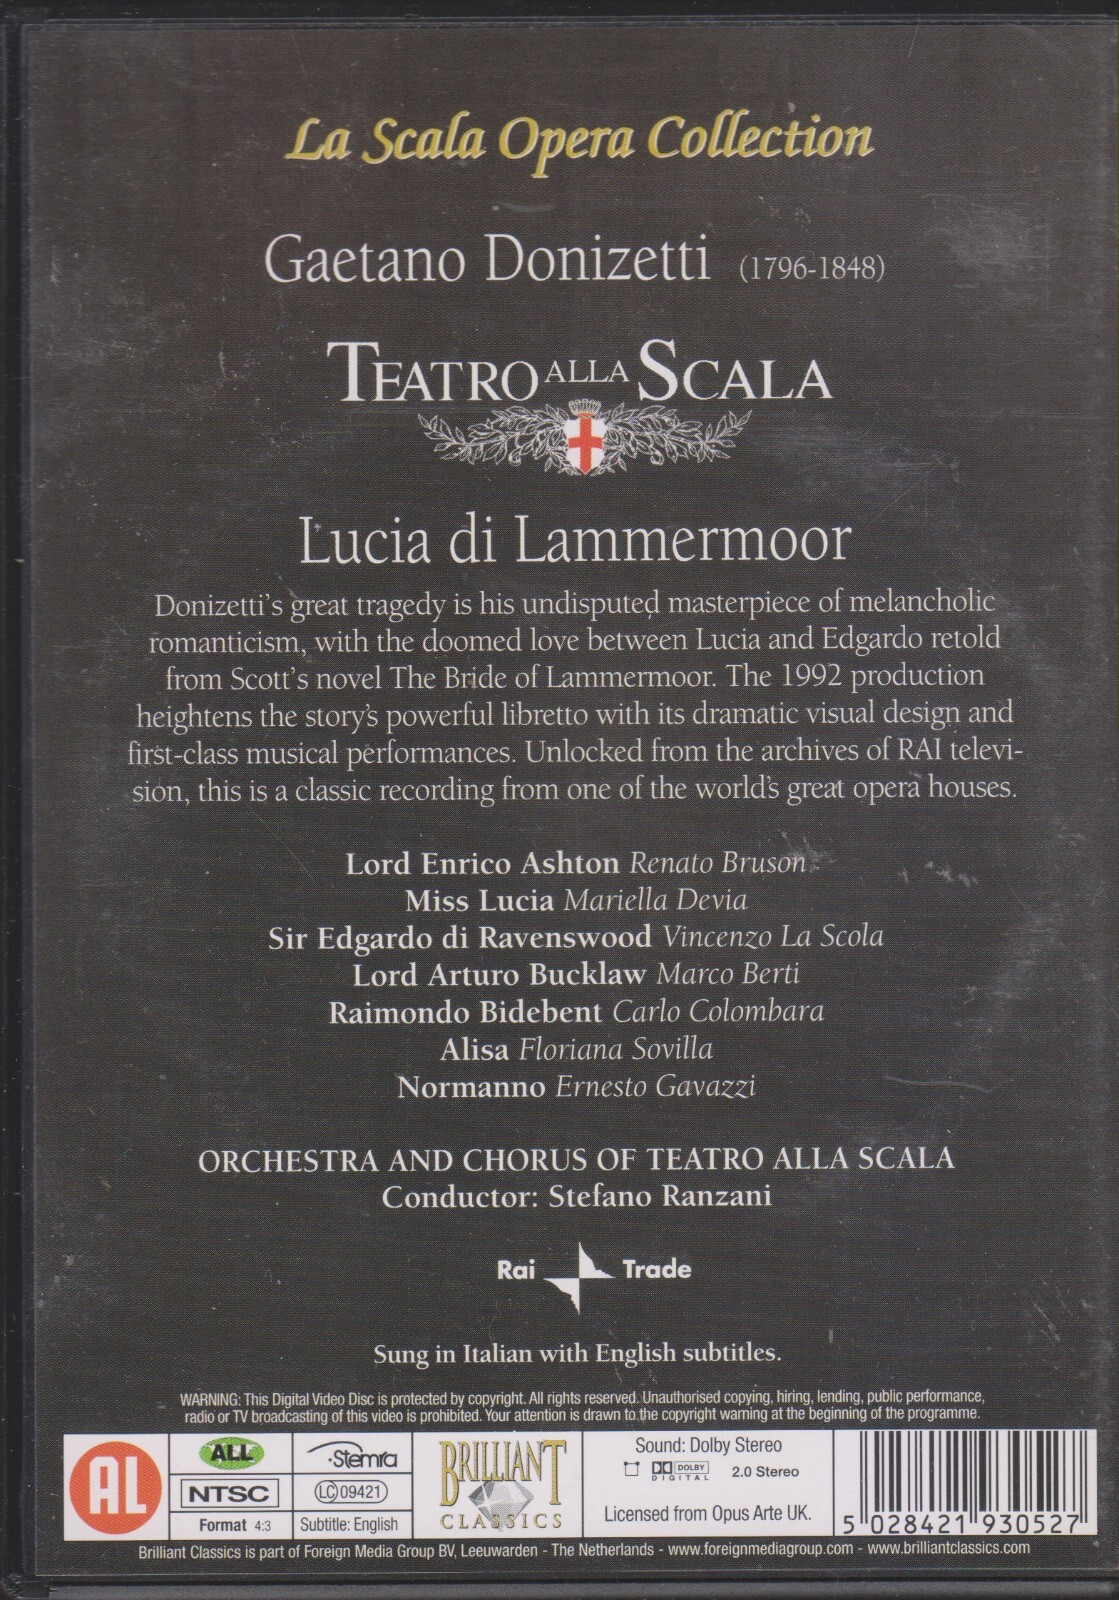 La Scala Opera Collection
Gaetano Donizetti (1796-1848)
TEATRO ALLA SCALA
Lucia di Lammermoor
Donizetti's great tragedy is his undisputed masterpiece of melancholic
romanticism, with the doomed love between Lucia and Edgardo retold
from Scott's novel The Bride of Lammermoor. The 1992 production
heightens the story's powerful libretto with its dramatic visual design and
first-class musical performances. Unlocked from the archives of RAI televi-
sion, this is a classic recording from one of the world's great opera houses.
Lord Enrico Ashton Renato Bruson
Miss Lucia Mariella Devia
Sir Edgardo di Ravenswood Vincenzo La Scola
Lord Arturo Bucklaw Marco Berti
Raimondo Bidebent Carlo Colombara
Alisa Floriana Sovilla
Normanno Ernesto Gavazzi
ORCHESTRA AND CHORUS OF TEATRO ALLA SCALA
Conductor: Stefano Ranzani
Rai Trade
Sung in Italian with English subtitles.
WARNING: This Digital Video Disc is protected by copyright. All rights reserved. Unauthorised copying, hiring, lending, public performance,
radio or TV broadcasting of this video is prohibited. Your attention is drawn to the copyright warning at the beginning of the programme.
AL
ALL
NTSC
Format 4:3
Stemra
LC 09421
Subtitle: English
BRILLIANT
CLASSICS
Sound: Dolby Stereo
DOLBY
DIGITAL
2.0 Stereo
Licensed from Opus Arte UK.
5 028421 930527
Brilliant Classics is part of Foreign Media Group BV, Leeuwarden - The Netherlands - www.foreignmediagroup.com - www.brilliantclassics.com